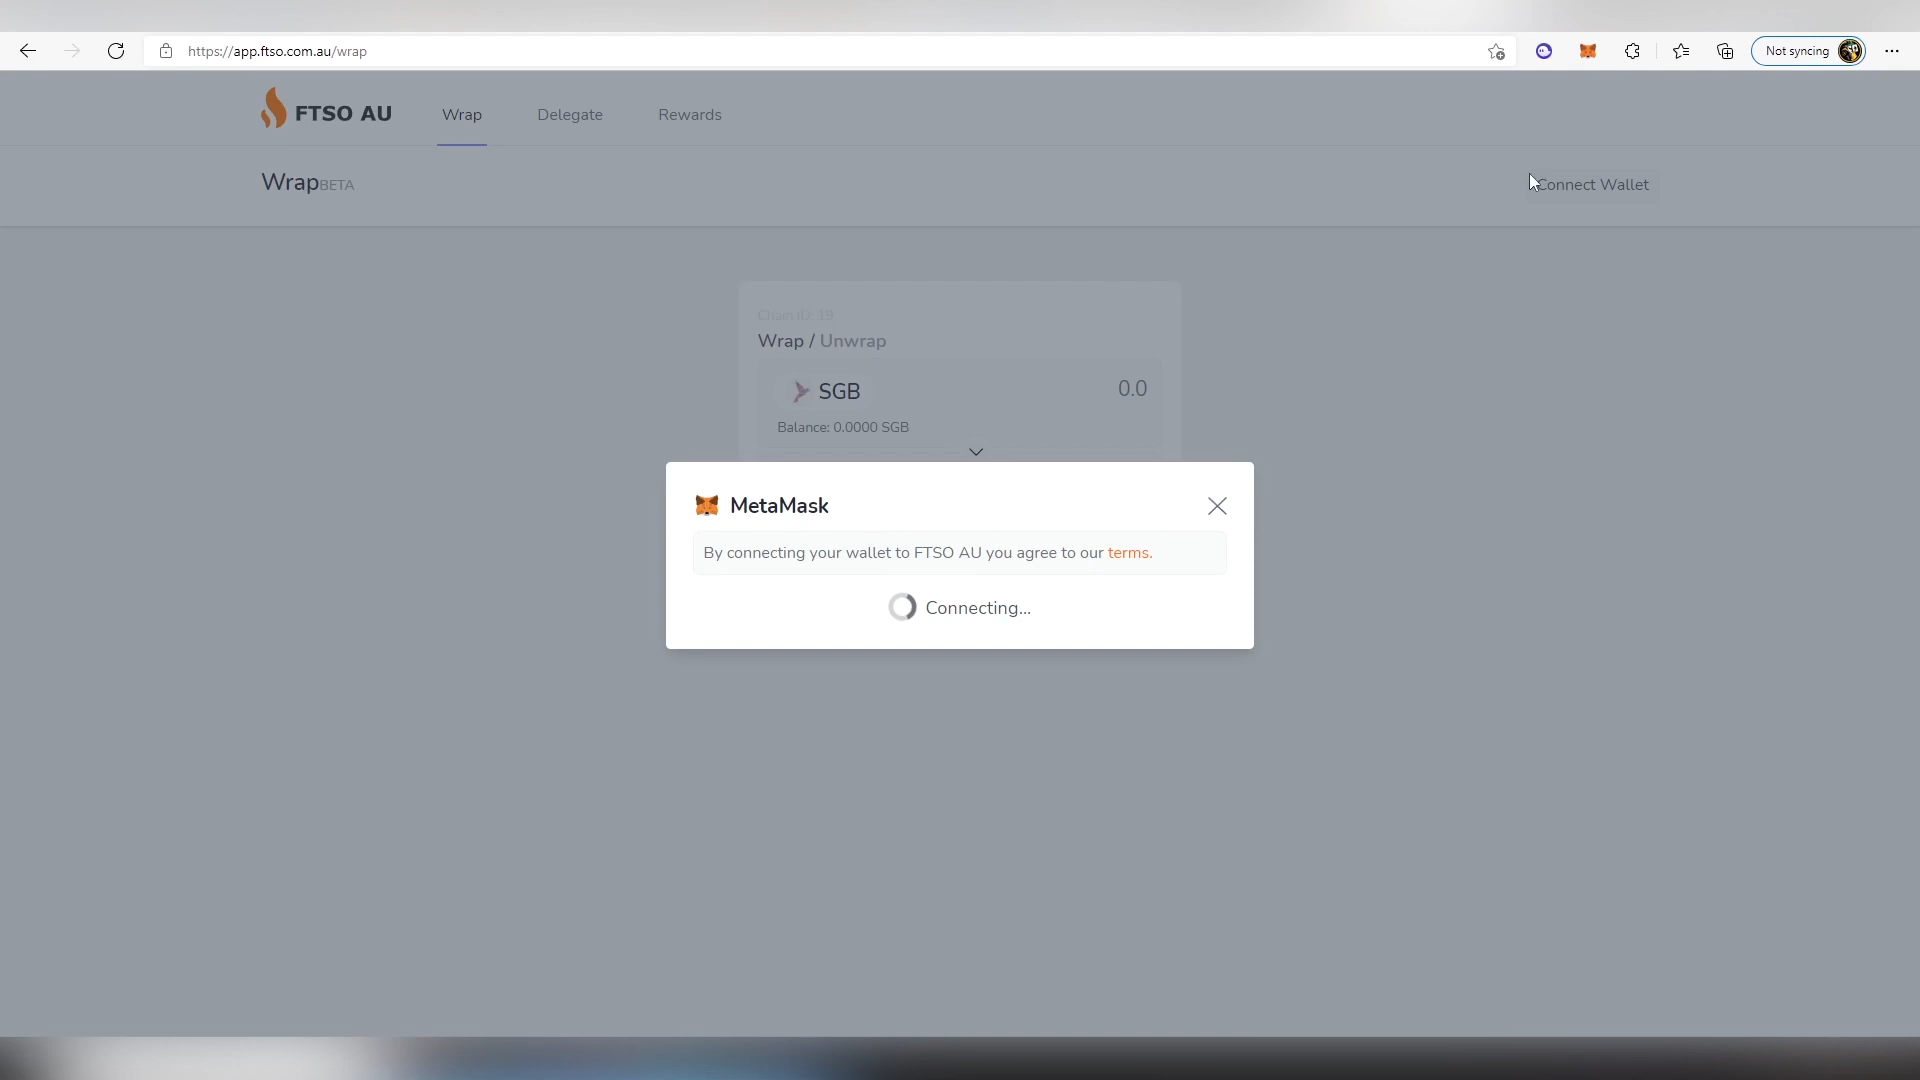 https://app.ftso.com.au/wrap
Not syncing
FTSO AU
Wrap
Delegate
Rewards
WrapBETA
Connect Wallet
Chain ID: 19
Wrap / Unwrap
SGB
0.0
Balance: 0.0000 SGB
MetaMask
By connecting your wallet to FTSO AU you agree to our terms.
Connecting...